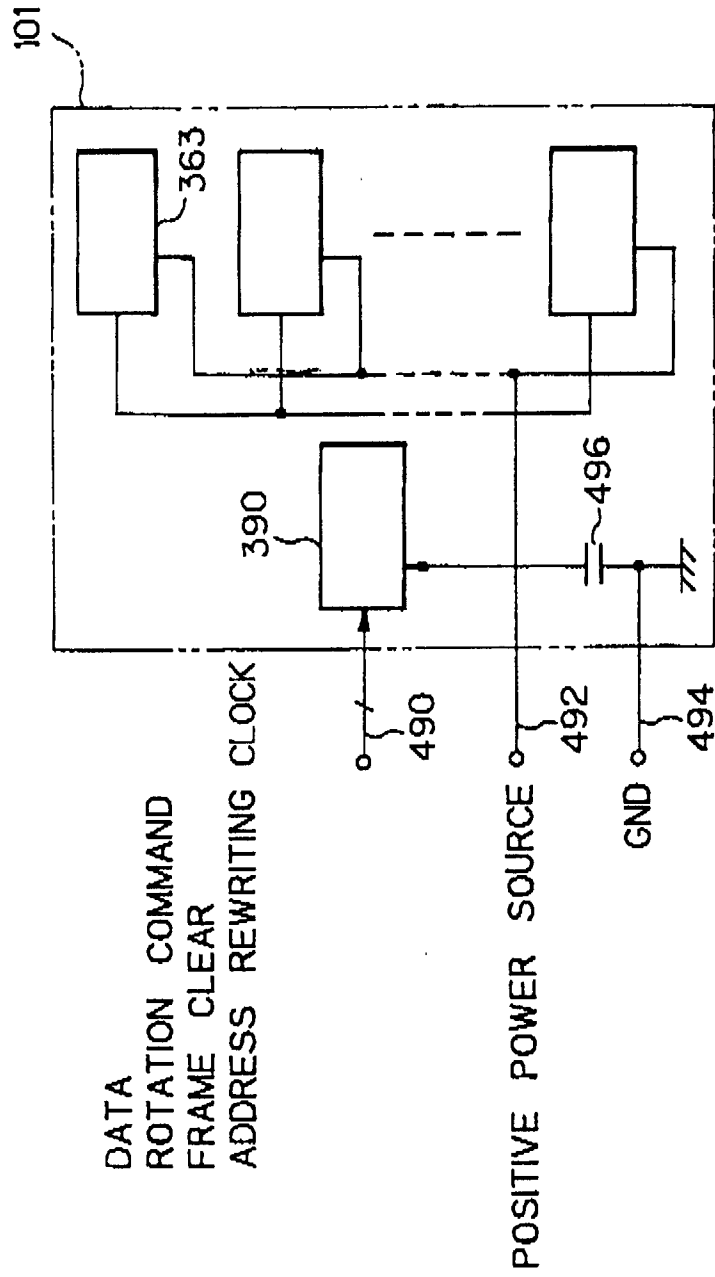 101
363
390
496
DATA
ROTATION COMMAND
FRAME CLEAR
ADDRESS REWRITING CLOCK
490
POSITIVE POWER SOURCE
492
GND
494